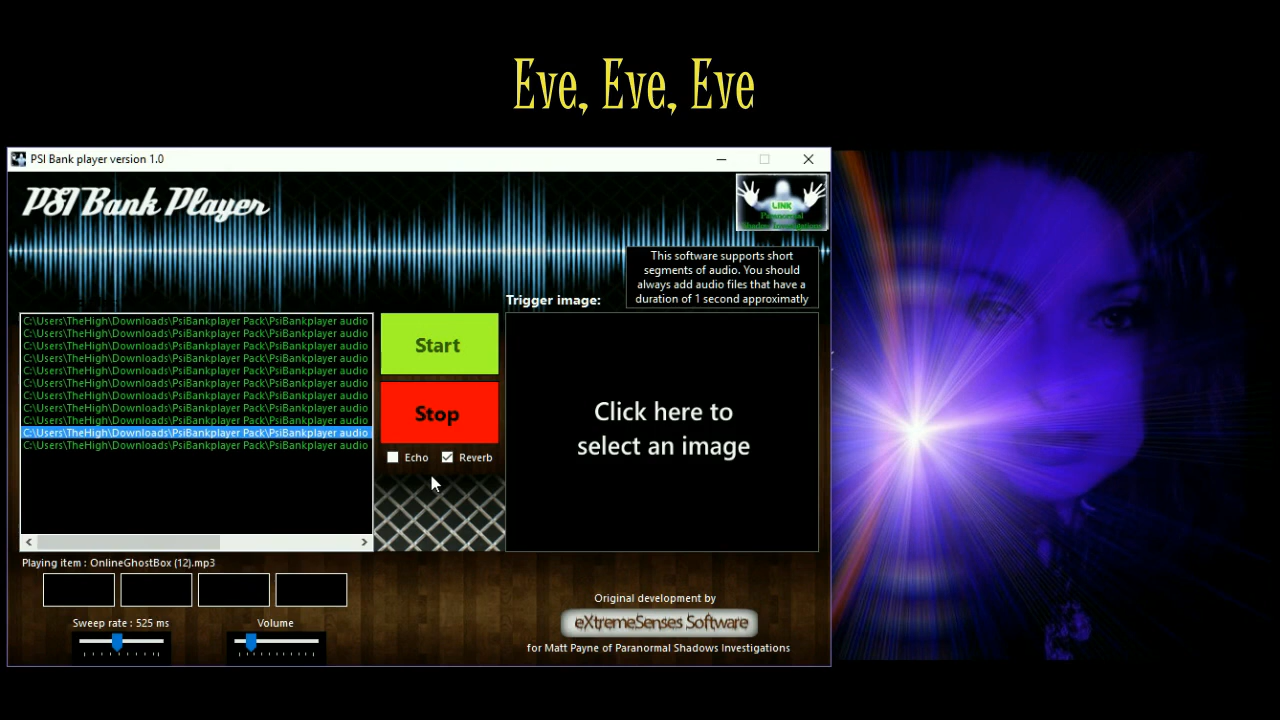 Eve, Eve, Eve
PSI Bank player version 1.0
PSI Bank Player
LINK
Paranormal
Shadows Investigations
This software supports short
segments of audio. You should
always add audio files that have a
duration of 1 second approximatly
Trigger image:
C:\Users\TheHigh\Downloads\PsiBankplayer Pack\PsiBankplayer audio
C:\Users\TheHigh\Downloads\PsiBankplayer Pack\PsiBankplayer audio
C:\Users\TheHigh\Downloads\PsiBankplayer Pack\PsiBankplayer audio
C:\Users\TheHigh\Downloads\PsiBankplayer Pack\PsiBankplayer audio
C:\Users\TheHigh\Downloads\PsiBankplayer Pack\PsiBankplayer audio
C:\Users\TheHigh\Downloads\PsiBankplayer Pack\PsiBankplayer audio
C:\Users\TheHigh\Downloads\PsiBankplayer Pack\PsiBankplayer audio
C:\Users\TheHigh\Downloads\PsiBankplayer Pack\PsiBankplayer audio
C:\Users\TheHigh\Downloads\PsiBankplayer Pack\PsiBankplayer audio
C:\Users\TheHigh\Downloads\PsiBankplayer Pack\PsiBankplayer audio
C:\Users\TheHigh\Downloads\PsiBankplayer Pack\PsiBankplayer audio
Start
Stop
Echo
Reverb
Click here to
select an image
Playing item : OnlineGhostBox (12).mp3
Sweep rate : 525 ms
Volume
Original development by
eXtremeSenses Software
for Matt Payne of Paranormal Shadows Investigations